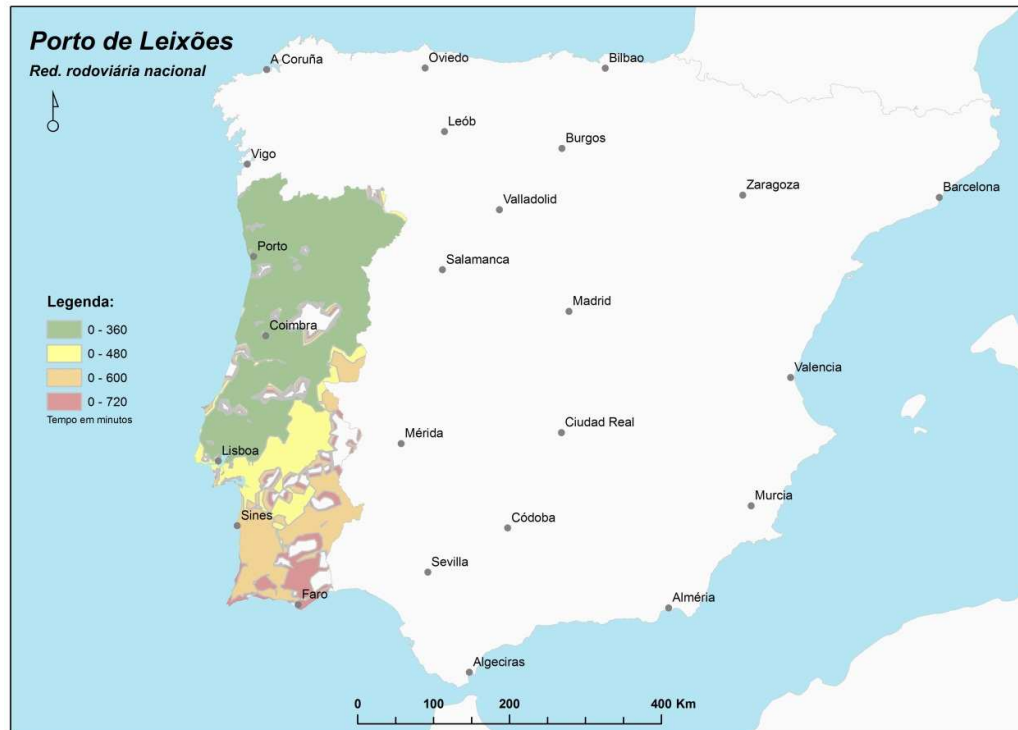 Porto de Leixões
Red. rodoviária nacional
A Coruña
Oviedo
Bilbao
Leób
Burgos
Vigo
Zaragoza
Barcelona
Valladolid
Porto
Salamanca
Madrid
Legenda:
0 - 360
0 - 480
0 - 600
0 - 720
Tempo em minutos
Coimbra
Valencia
Ciudad Real
Mérida
Lisboa
Murcia
Sines
Córdoba
Sevilla
Faro
Alméria
Algeciras
0 100 200 400 Km